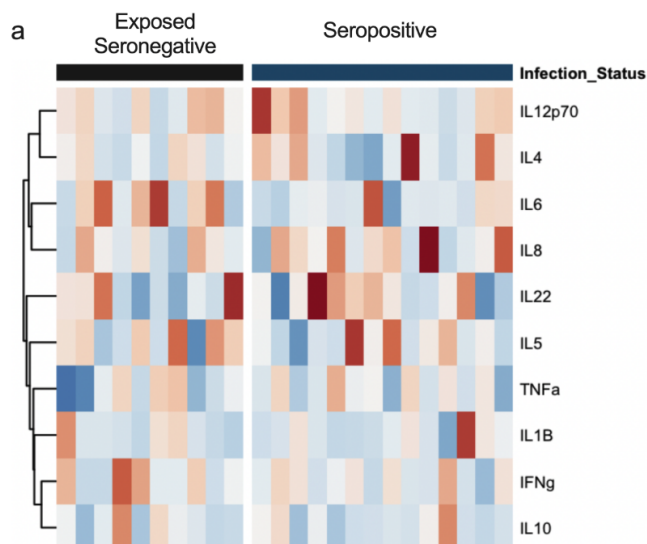 a
Exposed
Seronegative
Seropositive
Infection_Status
IL12p70
IL4
IL6
IL8
IL22
IL5
TNFa
IL1B
IFNg
IL10